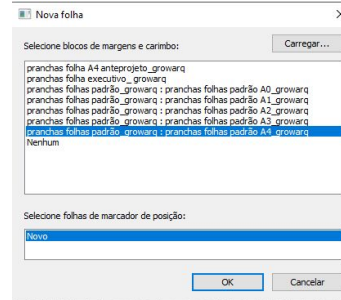 Nova folha
Selecione blocos de margens e carimbo:
Carregar...
pranchas folha A4 anteprojeto_growarq
pranchas folha executivo_ growarq
pranchas folhas padrão_growarq : pranchas folhas padrão A0_growarq
pranchas folhas padrão_growarq : pranchas folhas padrão A1_growarq
pranchas folhas padrão_growarq : pranchas folhas padrão A2_growarq
pranchas folhas padrão_growarq : pranchas folhas padrão A3_growarq
pranchas folhas padrão_growarq : pranchas folhas padrão A4_growarq
Nenhum
Selecione folhas de marcador de posição:
Novo
OK
Cancelar